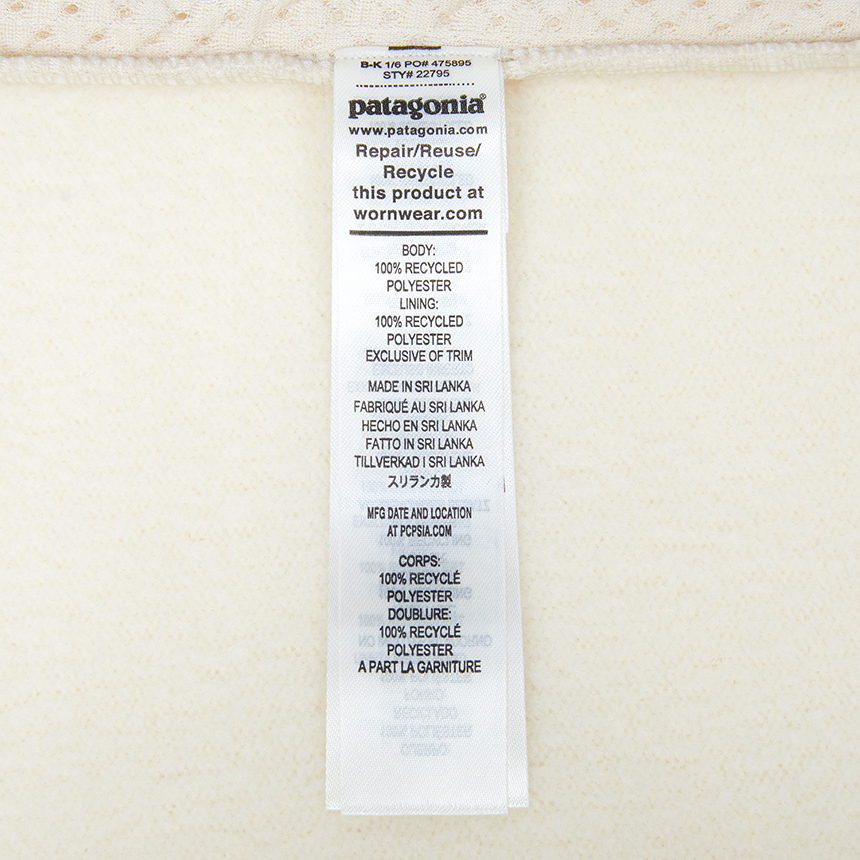 B-K 1/6 PO# 475895
STY# 22795
patagonia®
www.patagonia.com
Repair/Reuse/
Recycle
this product at
wornwear.com
BODY:
100% RECYCLED
POLYESTER
LINING:
100% RECYCLED
POLYESTER
EXCLUSIVE OF TRIM
MADE IN SRI LANKA
FABRIQUÉ AU SRI LANKA
HECHO EN SRI LANKA
FATTO IN SRI LANKA
TILLVERKAD I SRI LANKA
スリランカ製
MFG DATE AND LOCATION
AT PCPSIA.COM
CORPS:
100% RECYCLÉ
POLYESTER
DOUBLURE:
100% RECYCLÉ
POLYESTER
A PART LA GARNITURE